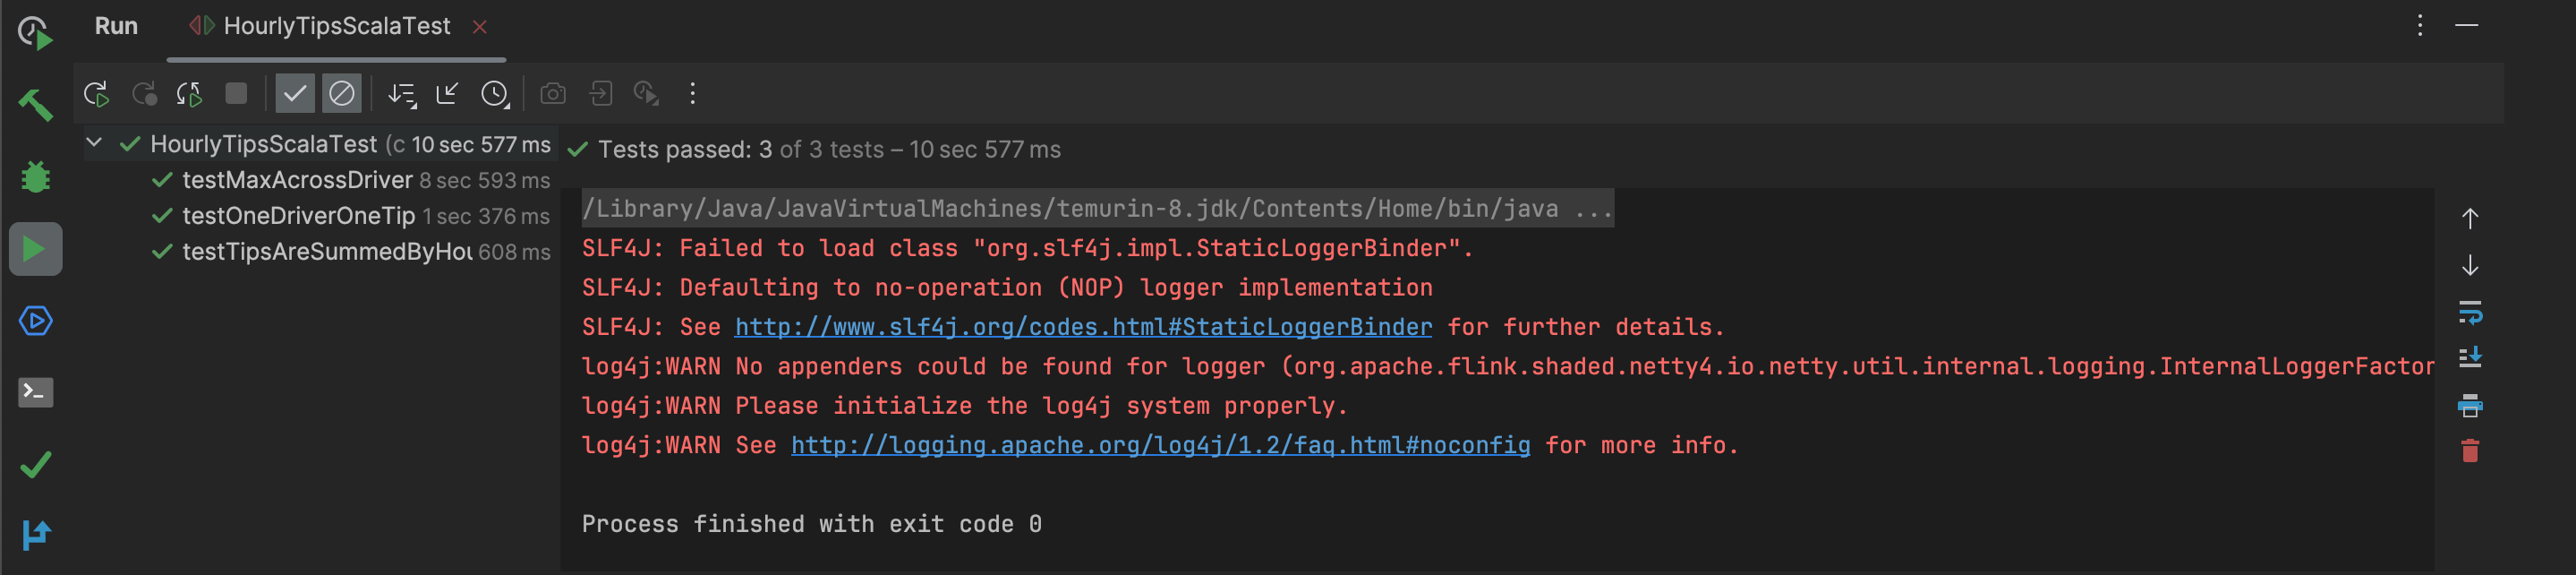 Run HourlyTipsScalaTest
HourlyTipsScalaTest (c 10 sec 577 ms
testMaxAcrossDriver 8 sec 593 ms
testOneDriverOneTip 1 sec 376 ms
testTipsAreSummedByHou 608 ms
Tests passed: 3 of 3 tests – 10 sec 577 ms
/Library/Java/JavaVirtualMachines/temurin-8.jdk/Contents/Home/bin/java ...
SLF4J: Failed to load class "org.slf4j.impl.StaticLoggerBinder".
SLF4J: Defaulting to no-operation (NOP) logger implementation
SLF4J: See http://www.slf4j.org/codes.html#StaticLoggerBinder for further details.
log4j:WARN No appenders could be found for logger (org.apache.flink.shaded.netty4.io.netty.util.internal.logging.InternalLoggerFactor
log4j:WARN Please initialize the log4j system properly.
log4j:WARN See http://logging.apache.org/log4j/1.2/faq.html#noconfig for more info.
Process finished with exit code 0